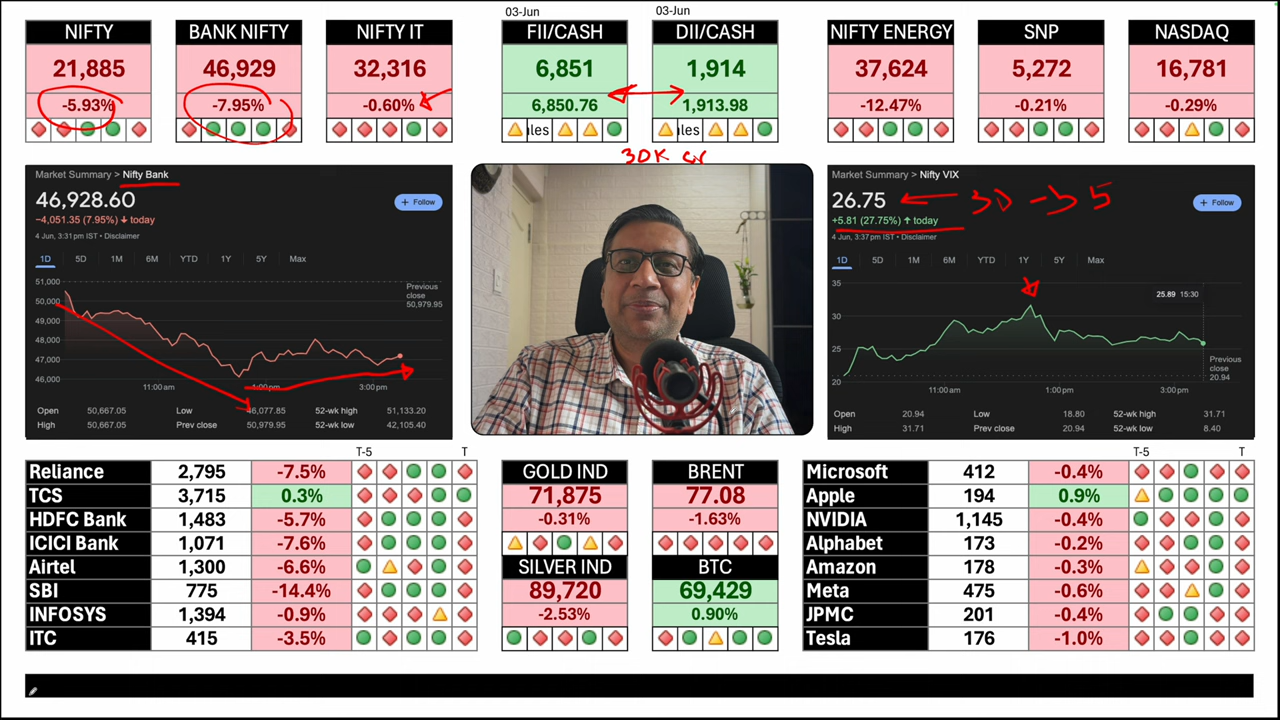 03-Jun
03-Jun
NIFTY
BANK NIFTY
NIFTY IT
FII/CASH
DII/CASH
NIFTY ENERGY
SNP
NASDAQ
21,885
46,929
32,316
6,851
1,914
37,624
5,272
16,781
-5.93%
-7.95%
-0.60%
6,850.76
1,913.98
-12.47%
-0.21%
-0.29%
ales
ales
30K cr
Market Summary > Nifty Bank
46,928.60
Follow
−4,051.35 (7.95%) ↓ today
4 Jun, 3:31 pm IST • Disclaimer
1D 5D 1M 6M YTD 1Y 5Y Max
51,000
50,000
49,000
48,000
47,000
46,000
Previous
close
50,979.95
11:00 am
1:00 pm
3:00 pm
Open 50,667.05 Low 46,077.85 52-wk high 51,133.20
High 50,667.05 Prev close 50,979.95 52-wk low 42,105.40
Market Summary > Nifty VIX
26.75
30 - 35
Follow
+5.81 (27.75%) ↑ today
4 Jun, 3:37 pm IST • Disclaimer
1D 5D 1M 6M YTD 1Y 5Y Max
35
30
25
20
25.89 15:30
Previous
close
20.94
11:00 am
1:00 pm
3:00 pm
Open 20.94 Low 18.80 52-wk high 31.71
High 31.71 Prev close 20.94 52-wk low 8.40
T-5 T
Reliance 2,795 -7.5%
TCS 3,715 0.3%
HDFC Bank 1,483 -5.7%
ICICI Bank 1,071 -7.6%
Airtel 1,300 -6.6%
SBI 775 -14.4%
INFOSYS 1,394 -0.9%
ITC 415 -3.5%
GOLD IND
71,875
-0.31%
BRENT
77.08
-1.63%
SILVER IND
89,720
-2.53%
BTC
69,429
0.90%
T-5 T
Microsoft 412 -0.4%
Apple 194 0.9%
NVIDIA 1,145 -0.4%
Alphabet 173 -0.2%
Amazon 178 -0.3%
Meta 475 -0.6%
JPMC 201 -0.4%
Tesla 176 -1.0%